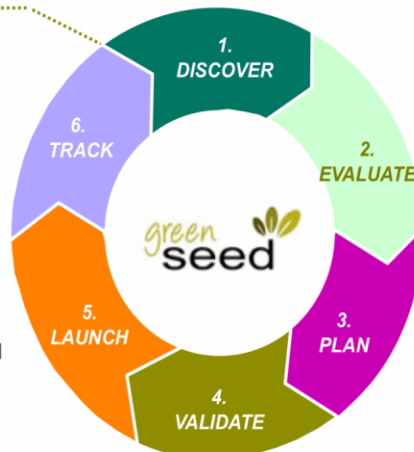 1.
DISCOVER
2.
EVALUATE
3.
PLAN
4.
VALIDATE
5.
LAUNCH
6.
TRACK
green
seed